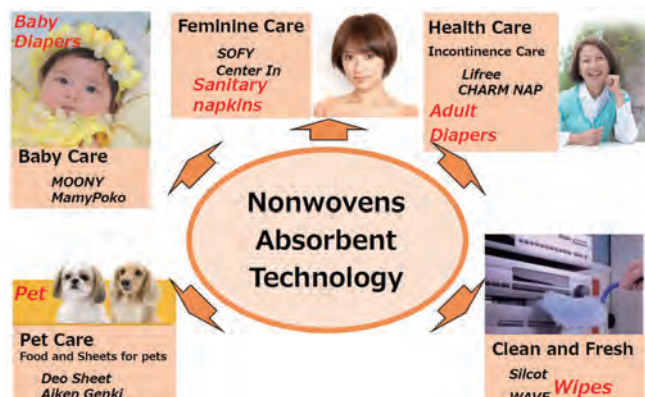 Baby
Diapers
Baby Care
MOONY
MamyPoko
Feminine Care
SOFY
Center In
Sanitary
napkins
Health Care
Incontinence Care
Lifree
CHARM NAP
Adult
Diapers
Nonwovens
Absorbent
Technology
Pet
Pet Care
Food and Sheets for pets
Deo Sheet
Aiken Genki
Clean and Fresh
Silcot
WAVE
Wipes